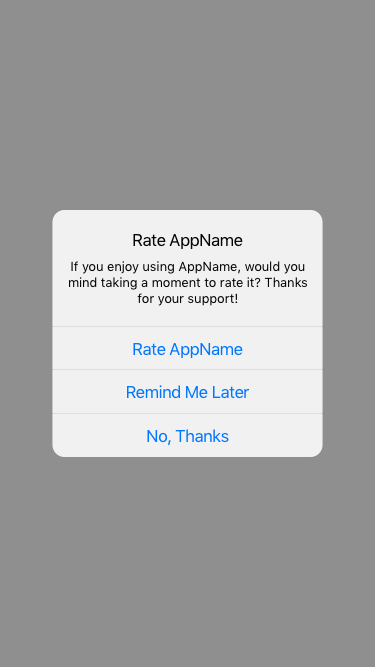 Rate AppName
If you enjoy using AppName, would you
mind taking a moment to rate it? Thanks
for your support!
Rate AppName
Remind Me Later
No, Thanks